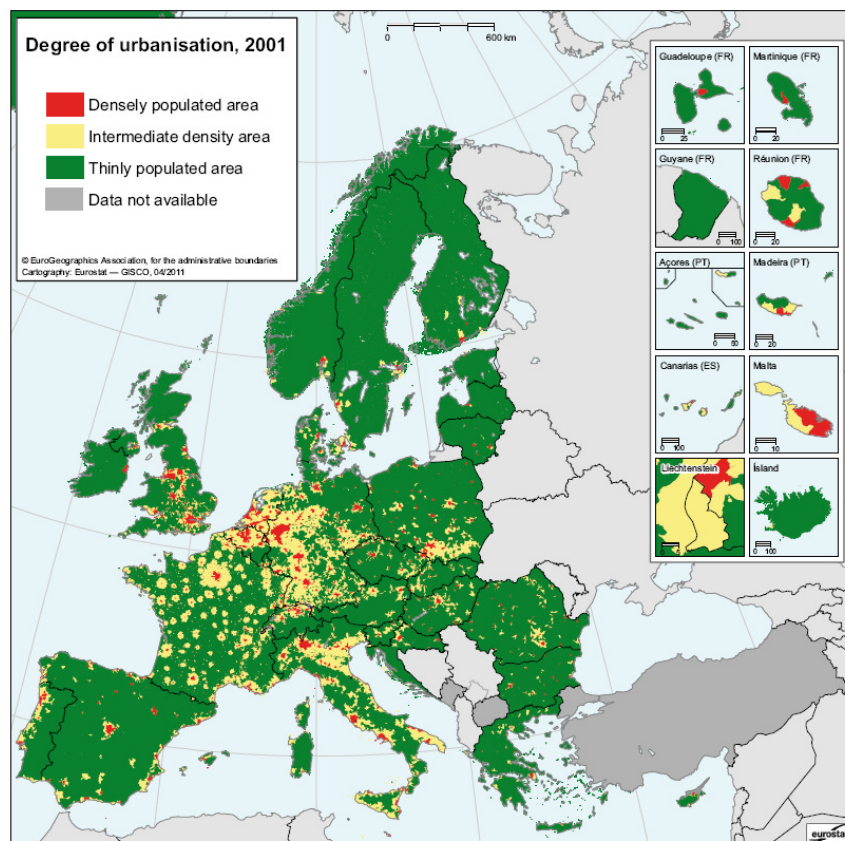 Degree of urbanisation, 2001
Densely populated area
Intermediate density area
Thinly populated area
Data not available
© EuroGeographics Association, for the administrative boundaries
Cartography: Eurostat — GISCO, 04/2011
0 600 km
Guadeloupe (FR)
0 25
Martinique (FR)
0 20
Guyane (FR)
0 100
Réunion (FR)
0 20
Açores (PT)
0 50
Madeira (PT)
0 20
Canarias (ES)
0 100
Malta
0 10
Liechtenstein
Ísland
0 100
eurostat